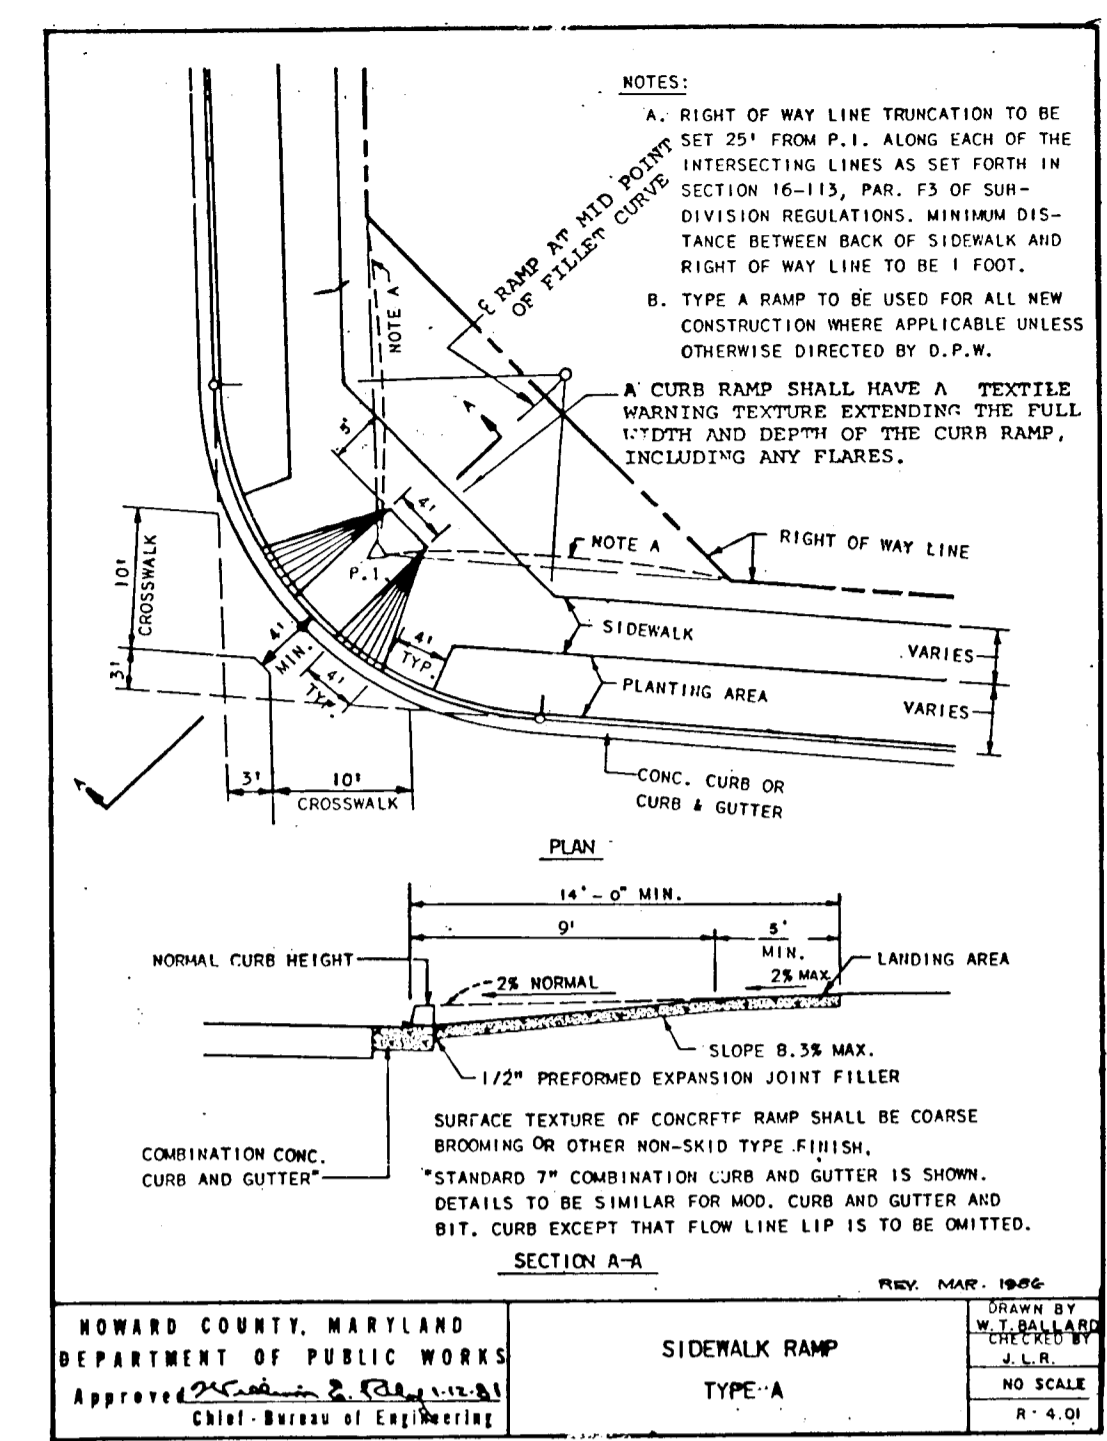 NOTES:
A. RIGHT OF WAY LINE TRUNCATION TO BE
SET 25' FROM P.I. ALONG EACH OF THE
INTERSECTING LINES AS SET FORTH IN
SECTION 16-113, PAR. F3 OF SUB-
DIVISION REGULATIONS. MINIMUM DIS-
TANCE BETWEEN BACK OF SIDEWALK AND
RIGHT OF WAY LINE TO BE 1 FOOT.
B. TYPE A RAMP TO BE USED FOR ALL NEW
CONSTRUCTION WHERE APPLICABLE UNLESS
OTHERWISE DIRECTED BY D.P.W.
A CURB RAMP SHALL HAVE A TEXTILE
WARNING TEXTURE EXTENDING THE FULL
WIDTH AND DEPTH OF THE CURB RAMP,
INCLUDING ANY FLARES.
℄ RAMP AT MID POINT
OF FILLET CURVE
NOTE A
A
5'
4'
P.I.
NOTE A
RIGHT OF WAY LINE
10'
CROSSWALK
3'
4'
MIN.
4'
TYP.
4'
TYP.
SIDEWALK
VARIES
PLANTING AREA
VARIES
A
3'
10'
CROSSWALK
CONC. CURB OR
CURB & GUTTER
PLAN
14'-0" MIN.
9'
5'
MIN.
NORMAL CURB HEIGHT
2% NORMAL
2% MAX.
LANDING AREA
SLOPE 8.3% MAX.
1/2" PREFORMED EXPANSION JOINT FILLER
COMBINATION CONC.
CURB AND GUTTER*
SURFACE TEXTURE OF CONCRETE RAMP SHALL BE COARSE
BROOMING OR OTHER NON-SKID TYPE FINISH.
*STANDARD 7" COMBINATION CURB AND GUTTER IS SHOWN.
DETAILS TO BE SIMILAR FOR MOD. CURB AND GUTTER AND
BIT. CURB EXCEPT THAT FLOW LINE LIP IS TO BE OMITTED.
SECTION A-A
REV. MAR. 1986
HOWARD COUNTY, MARYLAND
DEPARTMENT OF PUBLIC WORKS
Approved 1-12-81
Chief - Bureau of Engineering
SIDEWALK RAMP
TYPE A
DRAWN BY
W.T. BALLARD
CHECKED BY
J.L.R.
NO SCALE
R-4.01